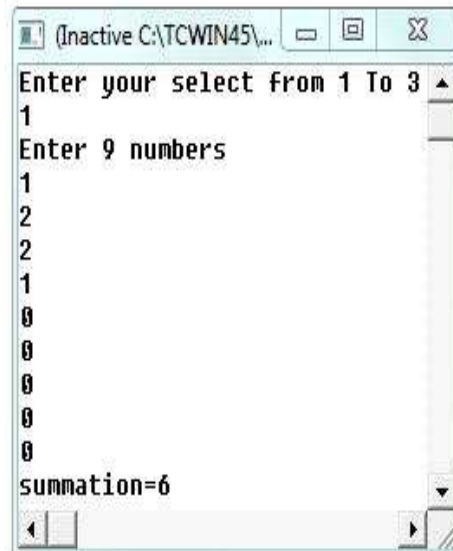 (Inactive C:\TCWIN45\...
Enter your select from 1 To 3
1
Enter 9 numbers
1
2
2
1
0
0
0
0
0
summation=6